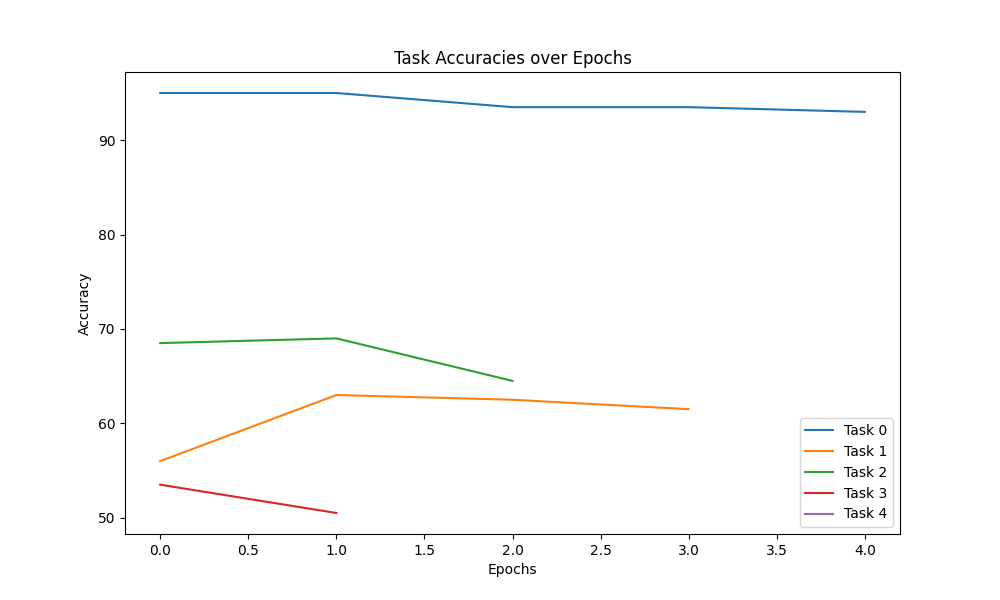 Task Accuracies over Epochs
Accuracy
90
80
70
60
50
0.0 0.5 1.0 1.5 2.0 2.5 3.0 3.5 4.0
Epochs
Task 0
Task 1
Task 2
Task 3
Task 4